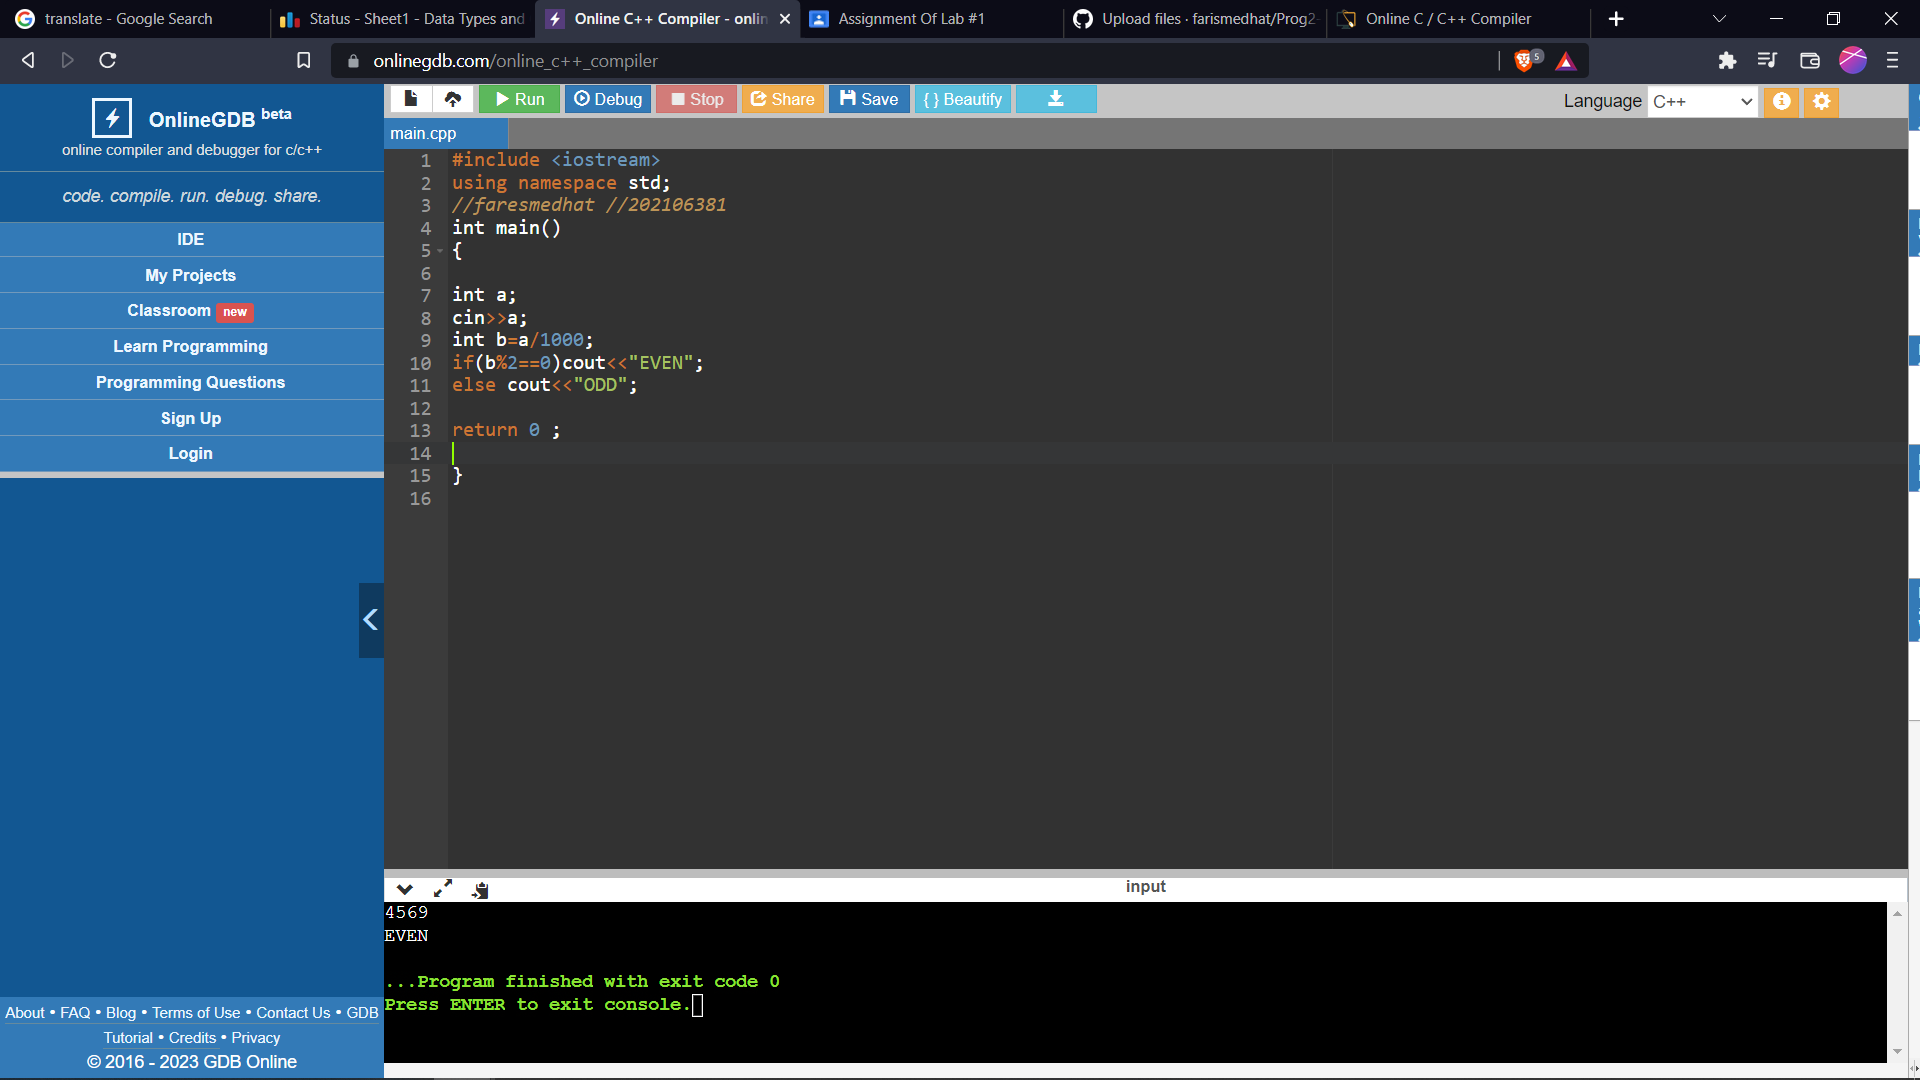 translate - Google Search
Status - Sheet1 - Data Types and
Online C++ Compiler - onlin
Assignment Of Lab #1
Upload files · farismedhat/Prog2-
Online C / C++ Compiler
onlinegdb.com/online_c++_compiler
5
OnlineGDB beta
online compiler and debugger for c/c++
code. compile. run. debug. share.
IDE
My Projects
Classroom new
Learn Programming
Programming Questions
Sign Up
Login
About • FAQ • Blog • Terms of Use • Contact Us • GDB
Tutorial • Credits • Privacy
© 2016 - 2023 GDB Online
Run Debug Stop Share Save {} Beautify
Language C++
main.cpp
1 #include <iostream>
2 using namespace std;
3 //faresmedhat //202106381
4 int main()
5 {
6
7 int a;
8 cin>>a;
9 int b=a/1000;
10 if(b%2==0)cout<<"EVEN";
11 else cout<<"ODD";
12
13 return 0 ;
14
15 }
16
input
4569
EVEN
...Program finished with exit code 0
Press ENTER to exit console.